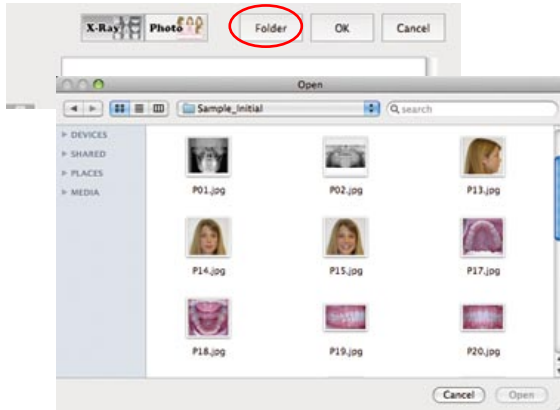 X-Ray Photo Folder OK Cancel
Open
Sample_Initial search
DEVICES
SHARED
PLACES
MEDIA
P01.jpg P02.jpg P13.jpg
P14.jpg P15.jpg P17.jpg
P18.jpg P19.jpg P20.jpg
Cancel Open